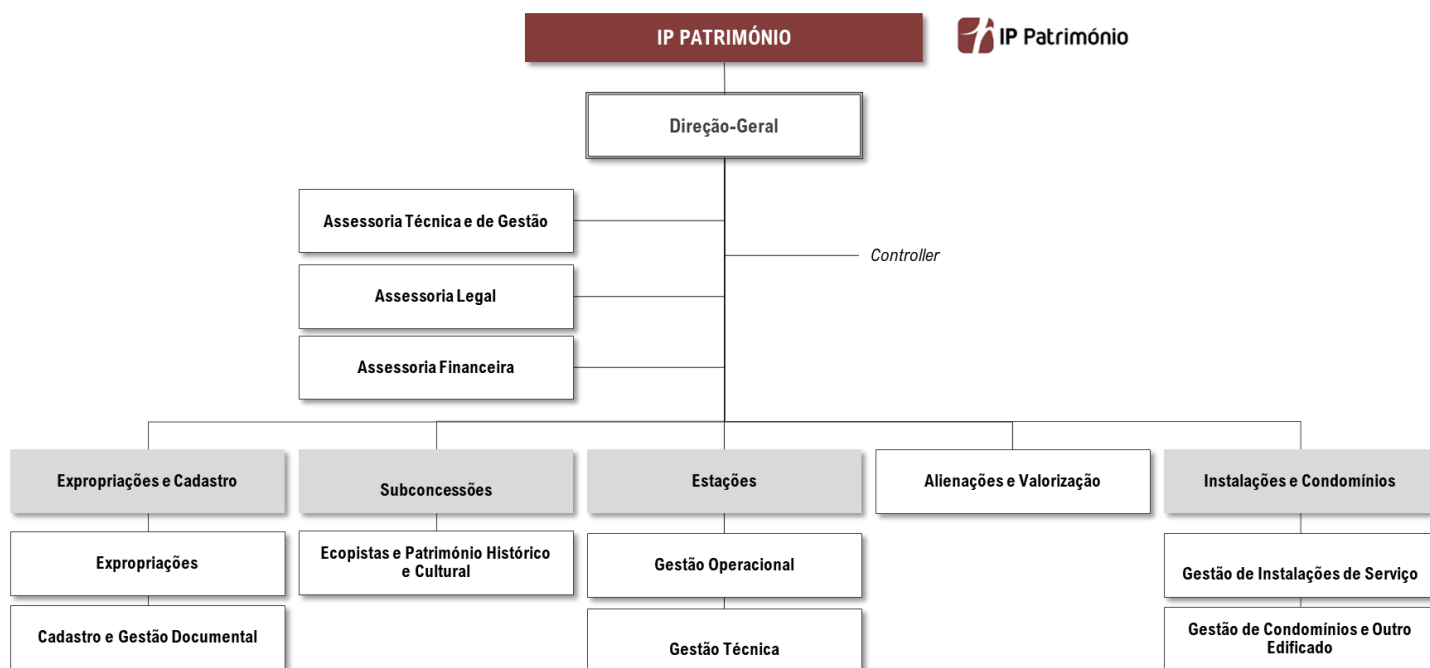 IP PATRIMÓNIO
IP Património
Direção-Geral
Assessoria Técnica e de Gestão
Controller
Assessoria Legal
Assessoria Financeira
Expropriações e Cadastro
Subconcessões
Estações
Alienações e Valorização
Instalações e Condomínios
Expropriações
Ecopistas e Património Histórico
e Cultural
Gestão Operacional
Gestão de Instalações de Serviço
Cadastro e Gestão Documental
Gestão Técnica
Gestão de Condomínios e Outro
Edificado